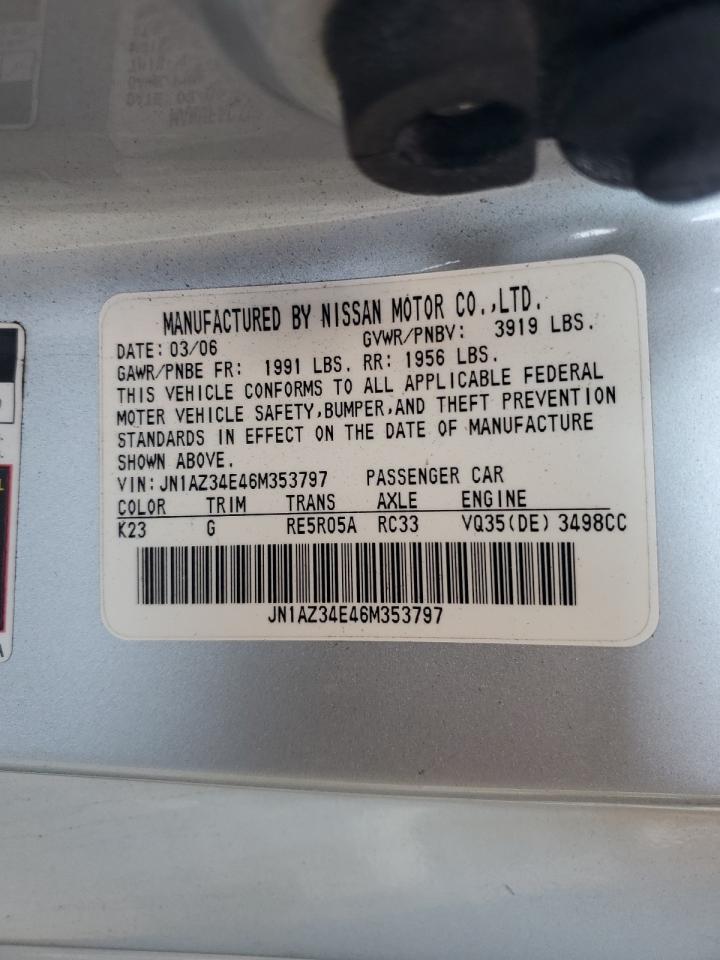 MANUFACTURED BY NISSAN MOTOR CO.,LTD.
DATE: 03/06 GVWR/PNBV: 3919 LBS.
GAWR/PNBE FR: 1991 LBS. RR: 1956 LBS.
THIS VEHICLE CONFORMS TO ALL APPLICABLE FEDERAL
MOTER VEHICLE SAFETY,BUMPER,AND THEFT PREVENTION
STANDARDS IN EFFECT ON THE DATE OF MANUFACTURE
SHOWN ABOVE.
VIN: JN1AZ34E46M353797 PASSENGER CAR
COLOR TRIM TRANS AXLE ENGINE
K23 G RE5R05A RC33 VQ35(DE) 3498CC
JN1AZ34E46M353797